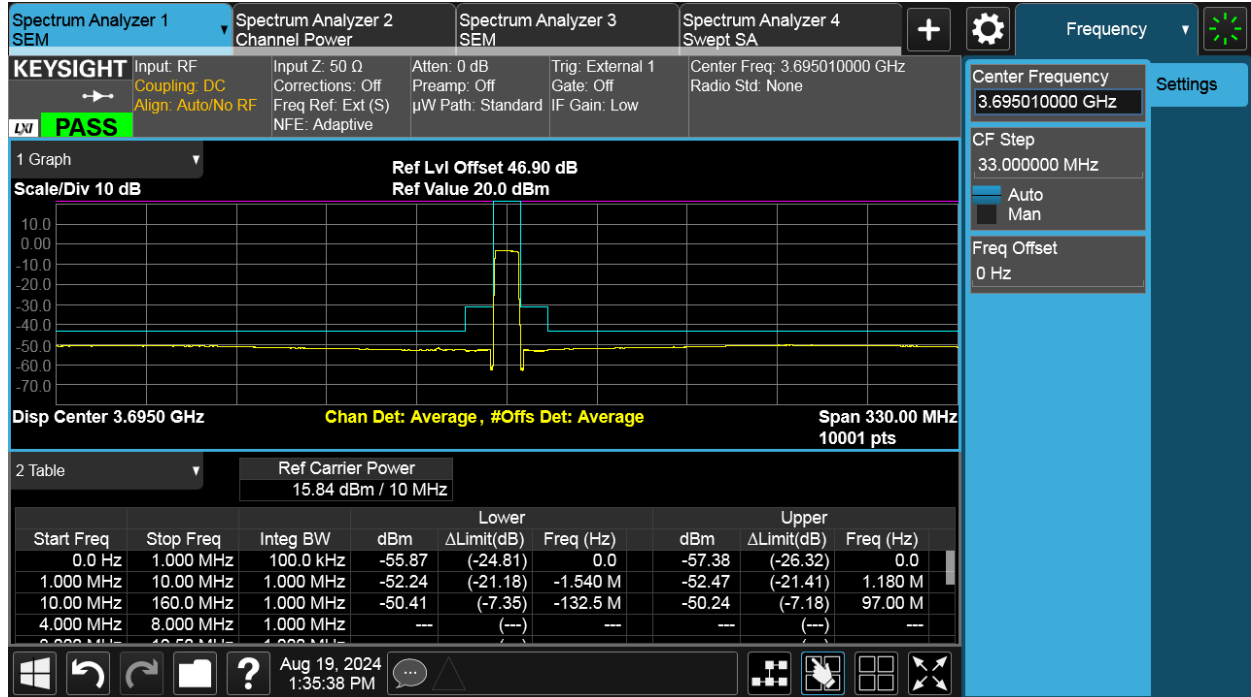 Spectrum Analyzer 1
SEM
Spectrum Analyzer 2
Channel Power
Spectrum Analyzer 3
SEM
Spectrum Analyzer 4
Swept SA
+
Frequency
KEYSIGHT
LXI
PASS
Input: RF
Coupling: DC
Align: Auto/No RF
Input Z: 50 Ω
Corrections: Off
Freq Ref: Ext (S)
NFE: Adaptive
Atten: 0 dB
Preamp: Off
µW Path: Standard
Trig: External 1
Gate: Off
IF Gain: Low
Center Freq: 3.695010000 GHz
Radio Std: None
Center Frequency
3.695010000 GHz
Settings
CF Step
33.000000 MHz
Auto
Man
Freq Offset
0 Hz
1 Graph
Scale/Div 10 dB
Ref Lvl Offset 46.90 dB
Ref Value 20.0 dBm
10.0
0.00
-10.0
-20.0
-30.0
-40.0
-50.0
-60.0
-70.0
Disp Center 3.6950 GHz
Chan Det: Average , #Offs Det: Average
Span 330.00 MHz
10001 pts
2 Table
Ref Carrier Power
15.84 dBm / 10 MHz
Lower Upper
Start Freq Stop Freq Integ BW dBm ΔLimit(dB) Freq (Hz) dBm ΔLimit(dB) Freq (Hz)
0.0 Hz 1.000 MHz 100.0 kHz -55.87 (-24.81) 0.0 -57.38 (-26.32) 0.0
1.000 MHz 10.00 MHz 1.000 MHz -52.24 (-21.18) -1.540 M -52.47 (-21.41) 1.180 M
10.00 MHz 160.0 MHz 1.000 MHz -50.41 (-7.35) -132.5 M -50.24 (-7.18) 97.00 M
4.000 MHz 8.000 MHz 1.000 MHz --- (---) --- --- (---) ---
?
Aug 19, 2024
1:35:38 PM